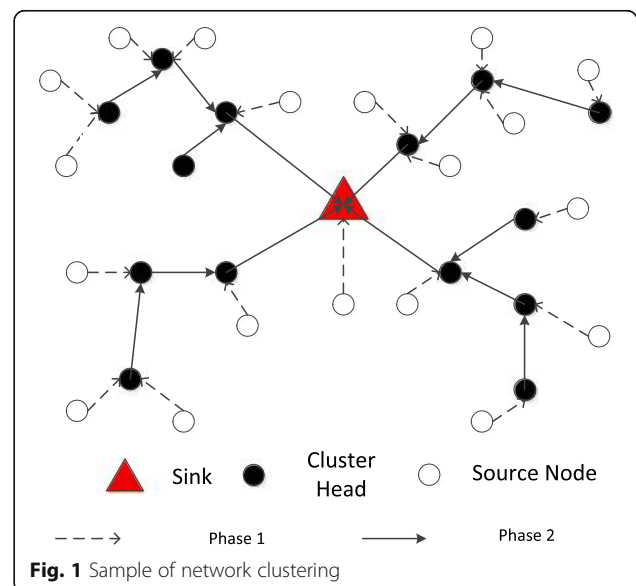 Sink
Cluster
Head
Source Node
Phase 1
Phase 2
Fig. 1 Sample of network clustering